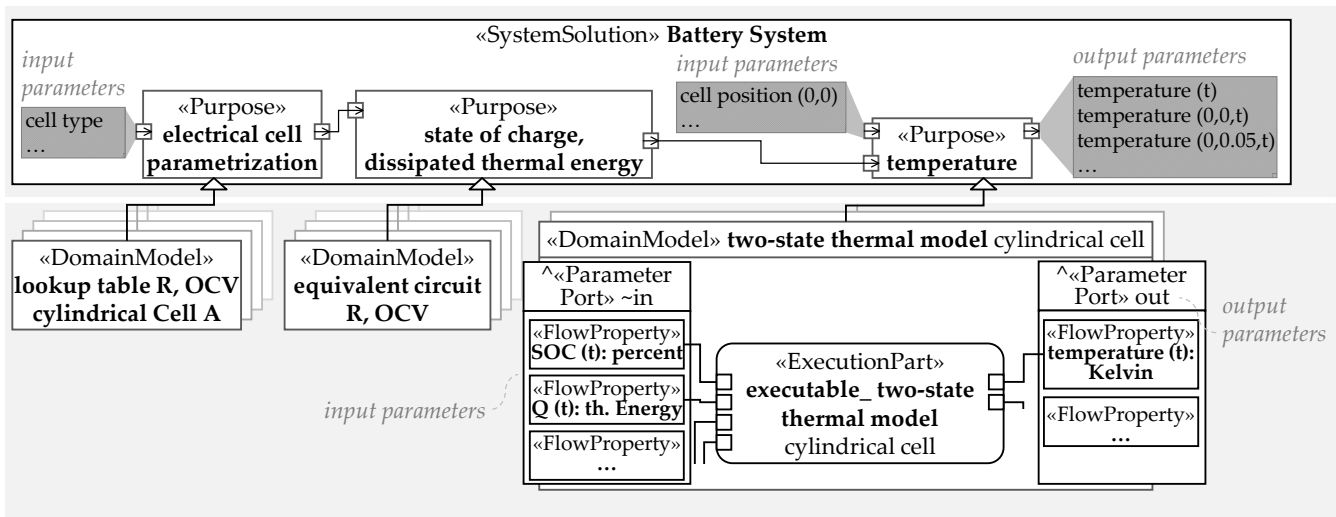 «SystemSolution» Battery System
input
parameters
cell type
…
«Purpose»
electrical cell
parametrization
«Purpose»
state of charge,
dissipated thermal energy
input parameters
cell position (0,0)
…
«Purpose»
temperature
output parameters
temperature (t)
temperature (0,0,t)
temperature (0,0.05,t)
…
«DomainModel»
lookup table R, OCV
cylindrical Cell A
«DomainModel»
equivalent circuit
R, OCV
«DomainModel» two-state thermal model cylindrical cell
^«Parameter
Port» ~in
«FlowProperty»
SOC (t): percent
«FlowProperty»
Q (t): th. Energy
«FlowProperty»
…
input parameters
«ExecutionPart»
executable_ two-state
thermal model
cylindrical cell
^«Parameter
Port» out
«FlowProperty»
temperature (t):
Kelvin
«FlowProperty»
…
output
parameters